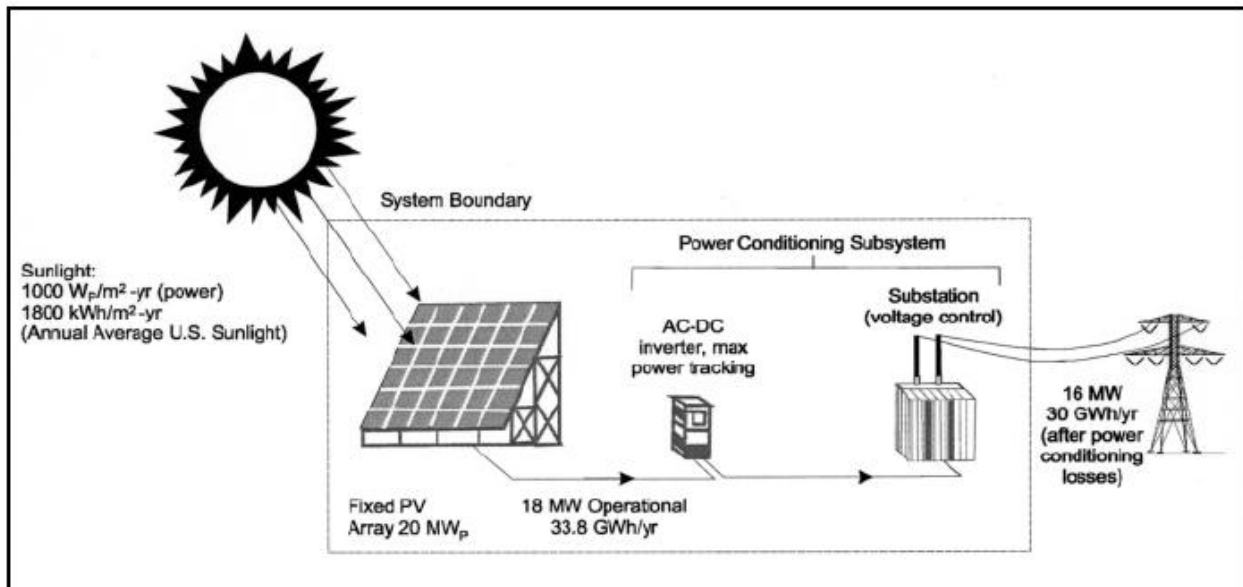 System Boundary
Sunlight:
1000 Wₚ/m² -yr (power)
1800 kWh/m² -yr
(Annual Average U.S. Sunlight)
Power Conditioning Subsystem
AC-DC
inverter, max
power tracking
Substation
(voltage control)
Fixed PV
Array 20 MWₚ
18 MW Operational
33.8 GWh/yr
16 MW
30 GWh/yr
(after power
conditioning
losses)